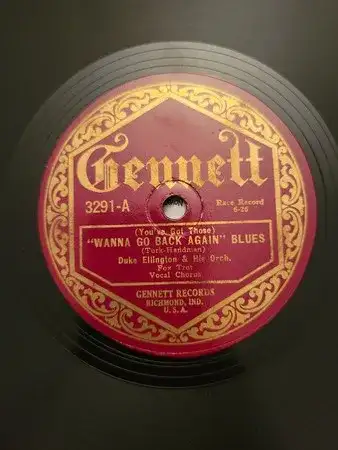 Gennett
3291-A
Race Record
6-26
(You've Got Those)
"WANNA GO BACK AGAIN" BLUES
(Turk-Handman)
Duke Ellington & His Orch.
Fox Trot
Vocal Chorus
GENNETT RECORDS
RICHMOND, IND.
U.S.A.